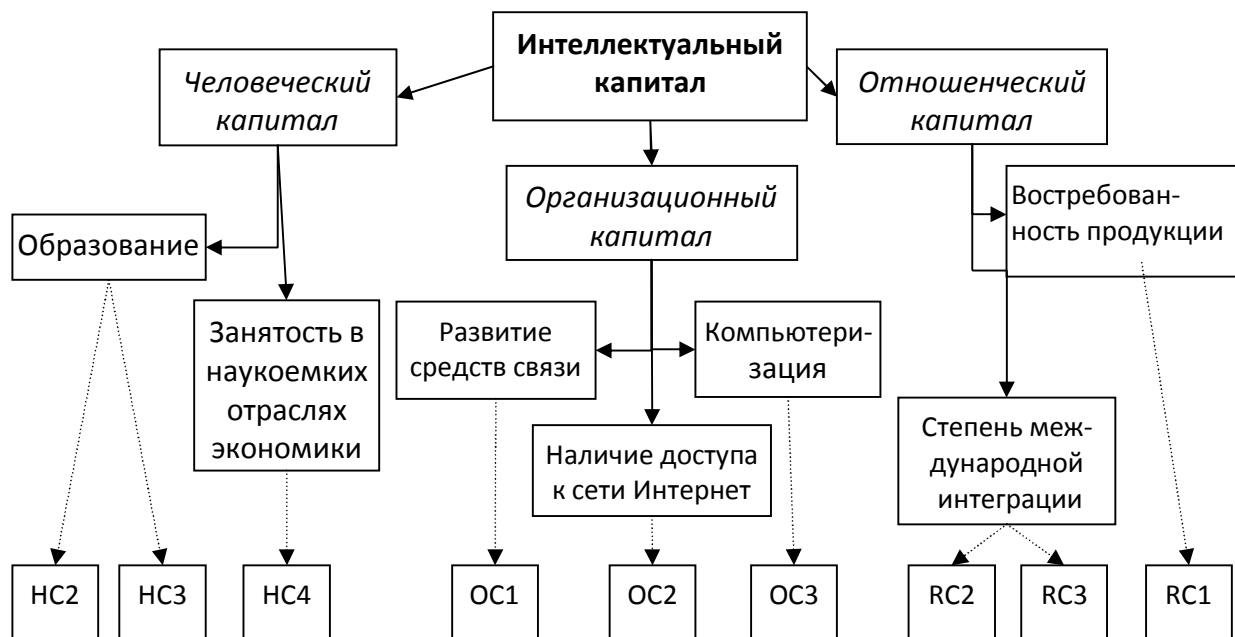 Интеллектуальный
капитал
Человеческий
капитал
Отношенческий
капитал
Организационный
капитал
Востребован-
ность продукции
Образование
Занятость в
наукоемких
отраслях
экономики
Развитие
средств связи
Компьютери-
зация
Наличие доступа
к сети Интернет
Степень меж-
дународной
интеграции
HC2
HC3
HC4
OC1
OC2
OC3
RC2
RC3
RC1